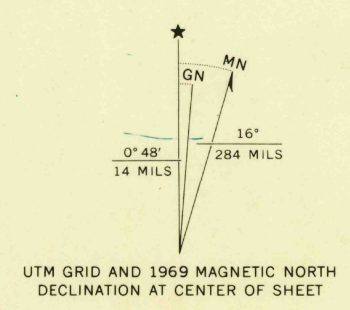 ★
MN
GN
0° 48'
14 MILS
16°
284 MILS
UTM GRID AND 1969 MAGNETIC NORTH
DECLINATION AT CENTER OF SHEET